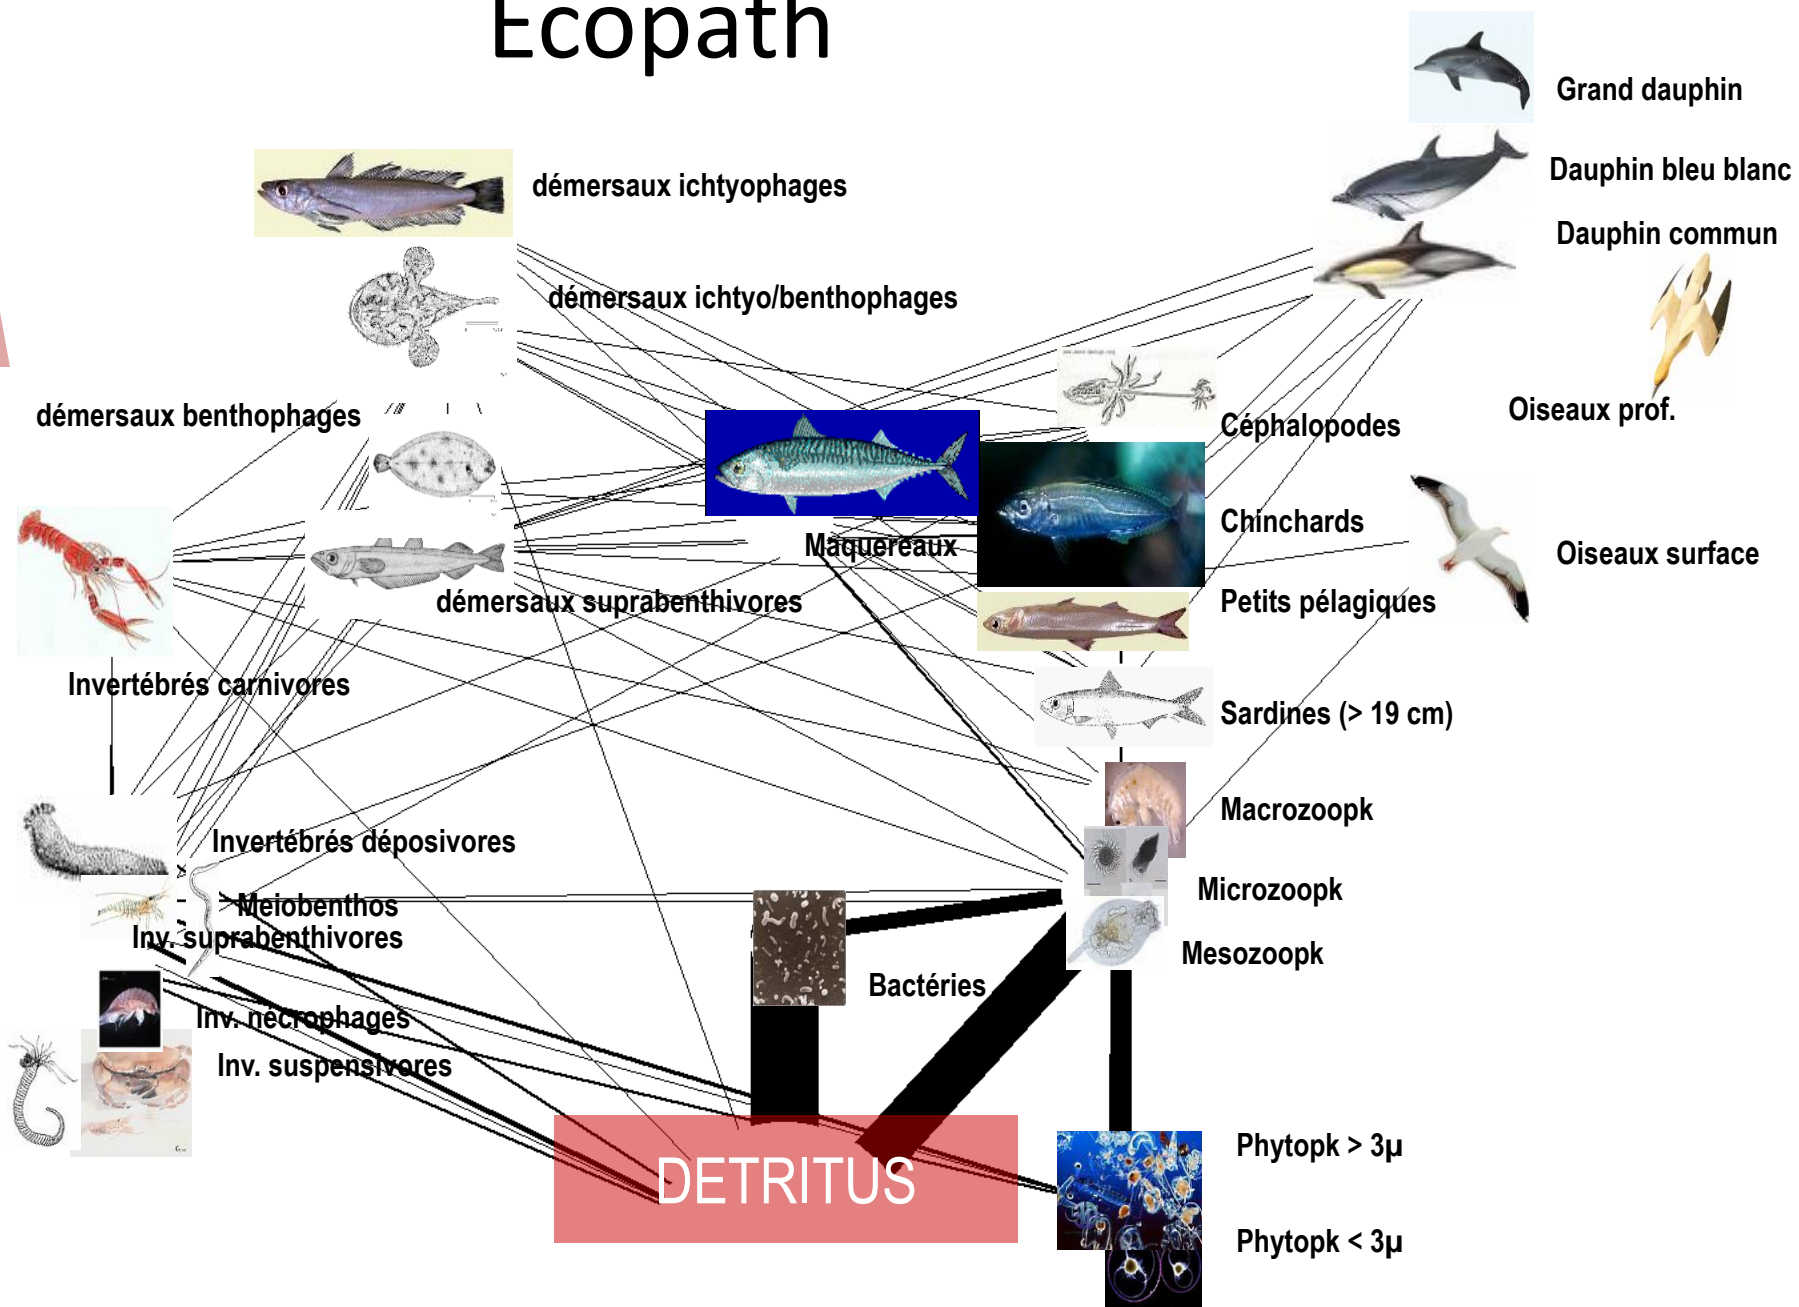 Ecopath
Grand dauphin
Dauphin bleu blanc
démersaux ichtyophages
Dauphin commun
démersaux ichtyo/benthophages
démersaux benthophages
Oiseaux prof.
Céphalopodes
Chinchards
Maquereaux
Oiseaux surface
démersaux suprabenthivores
Petits pélagiques
Invertébrés carnivores
Sardines (> 19 cm)
Macrozoopk
Invertébrés déposivores
Microzoopk
Meiobenthos
Inv. suprabenthivores
Mesozoopk
Bactéries
Inv. nécrophages
Inv. suspensivores
Phytopk > 3µ
DETRITUS
Phytopk < 3µ